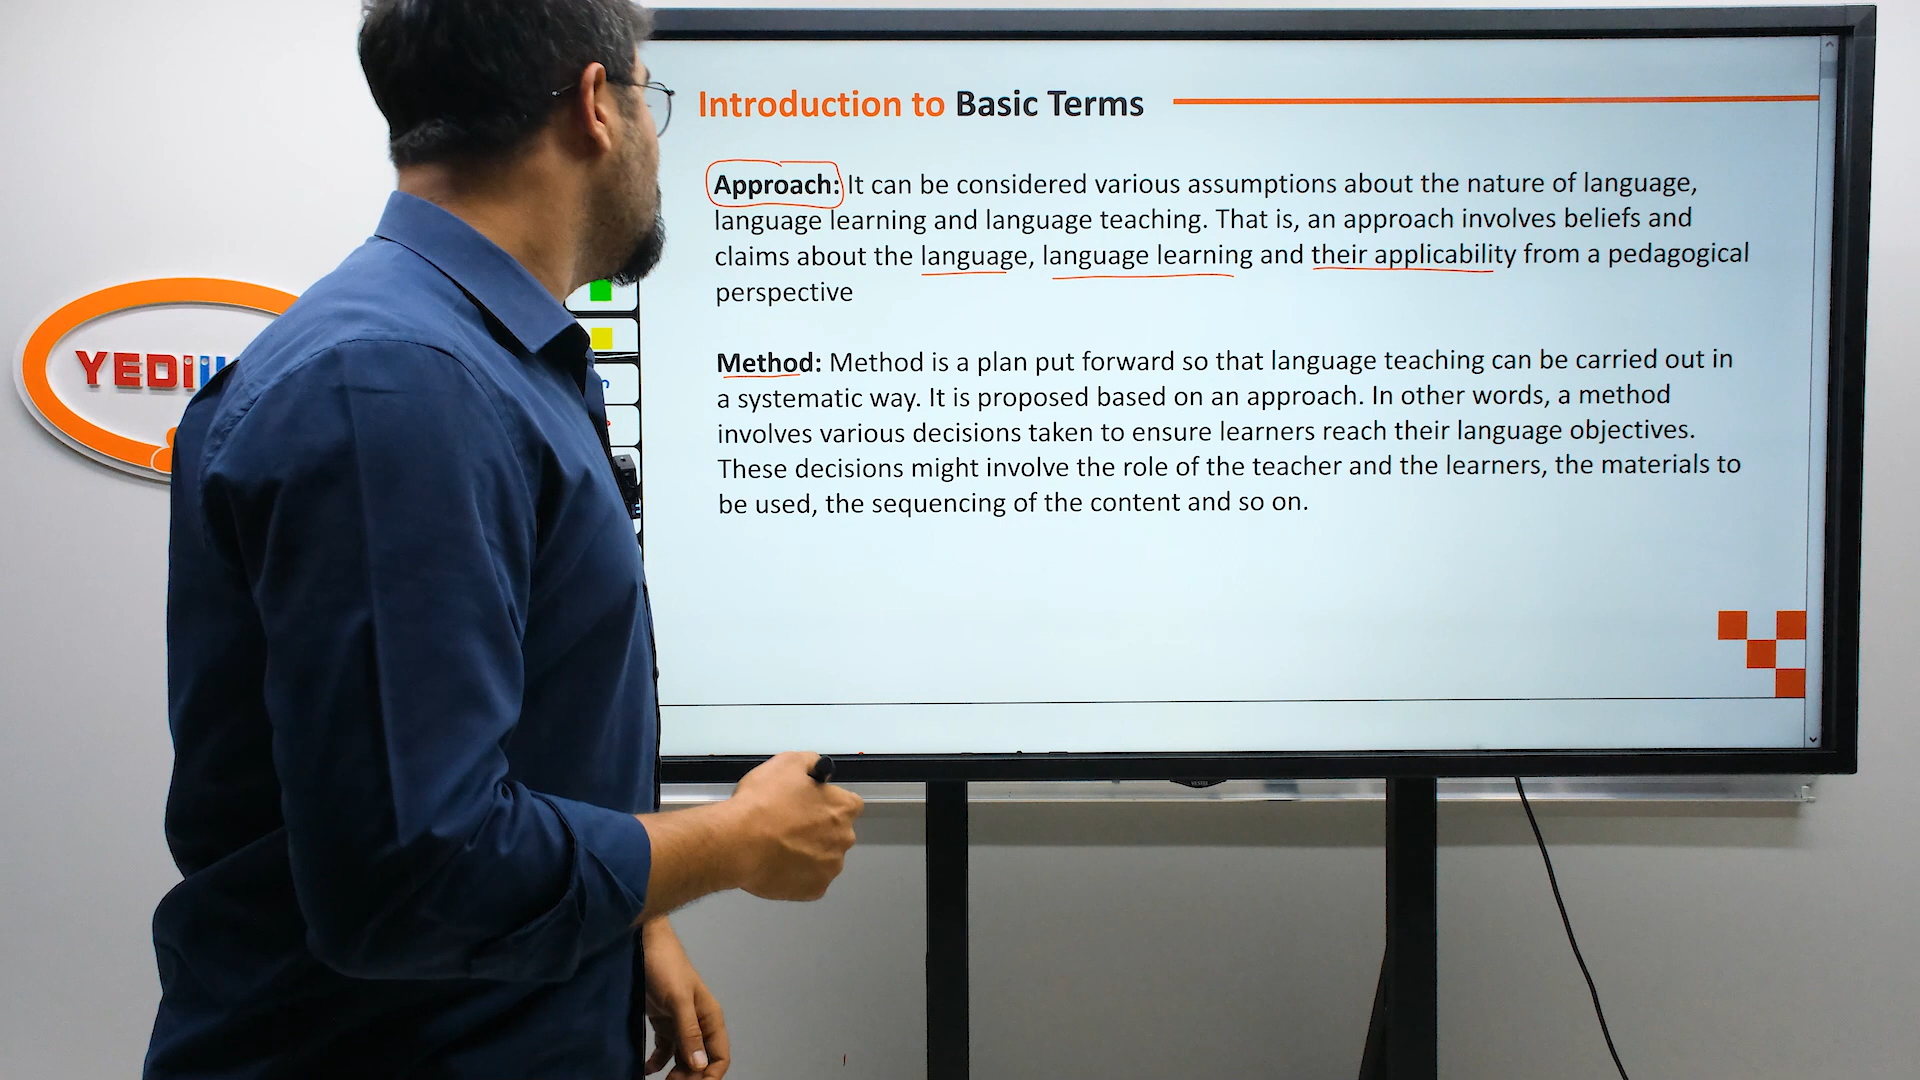 Introduction to Basic Terms
Approach: It can be considered various assumptions about the nature of language,
language learning and language teaching. That is, an approach involves beliefs and
claims about the language, language learning and their applicability from a pedagogical
perspective
Method: Method is a plan put forward so that language teaching can be carried out in
a systematic way. It is proposed based on an approach. In other words, a method
involves various decisions taken to ensure learners reach their language objectives.
These decisions might involve the role of the teacher and the learners, the materials to
be used, the sequencing of the content and so on.